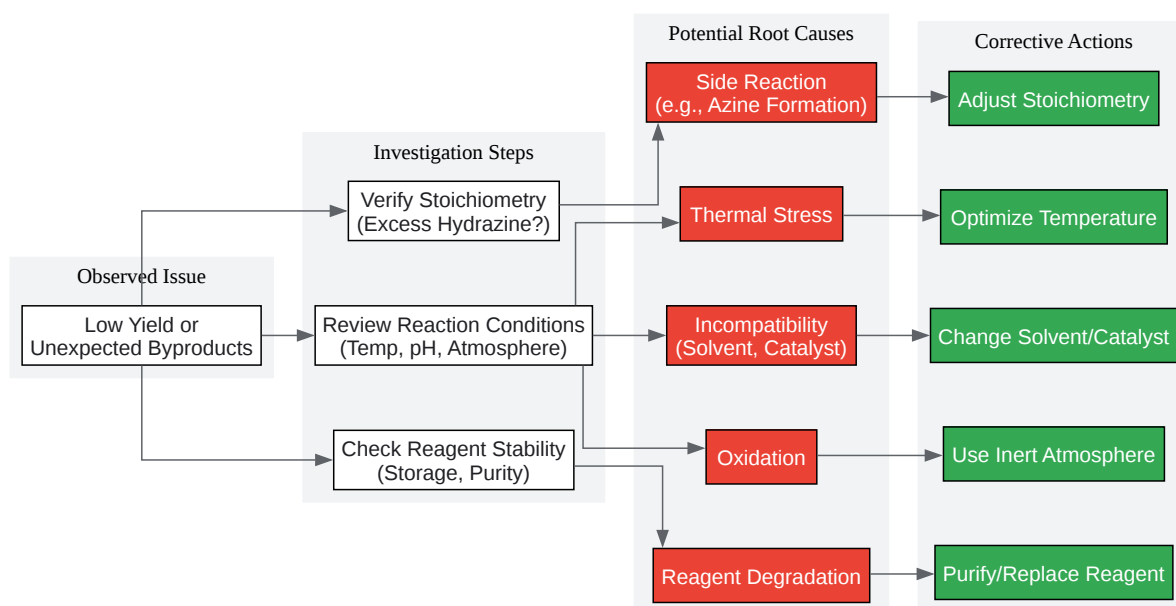 Observed Issue
Low Yield or
Unexpected Byproducts
Investigation Steps
Verify Stoichiometry
(Excess Hydrazine?)
Review Reaction Conditions
(Temp, pH, Atmosphere)
Check Reagent Stability
(Storage, Purity)
Potential Root Causes
Side Reaction
(e.g., Azine Formation)
Thermal Stress
Incompatibility
(Solvent, Catalyst)
Oxidation
Reagent Degradation
Corrective Actions
Adjust Stoichiometry
Optimize Temperature
Change Solvent/Catalyst
Use Inert Atmosphere
Purify/Replace Reagent